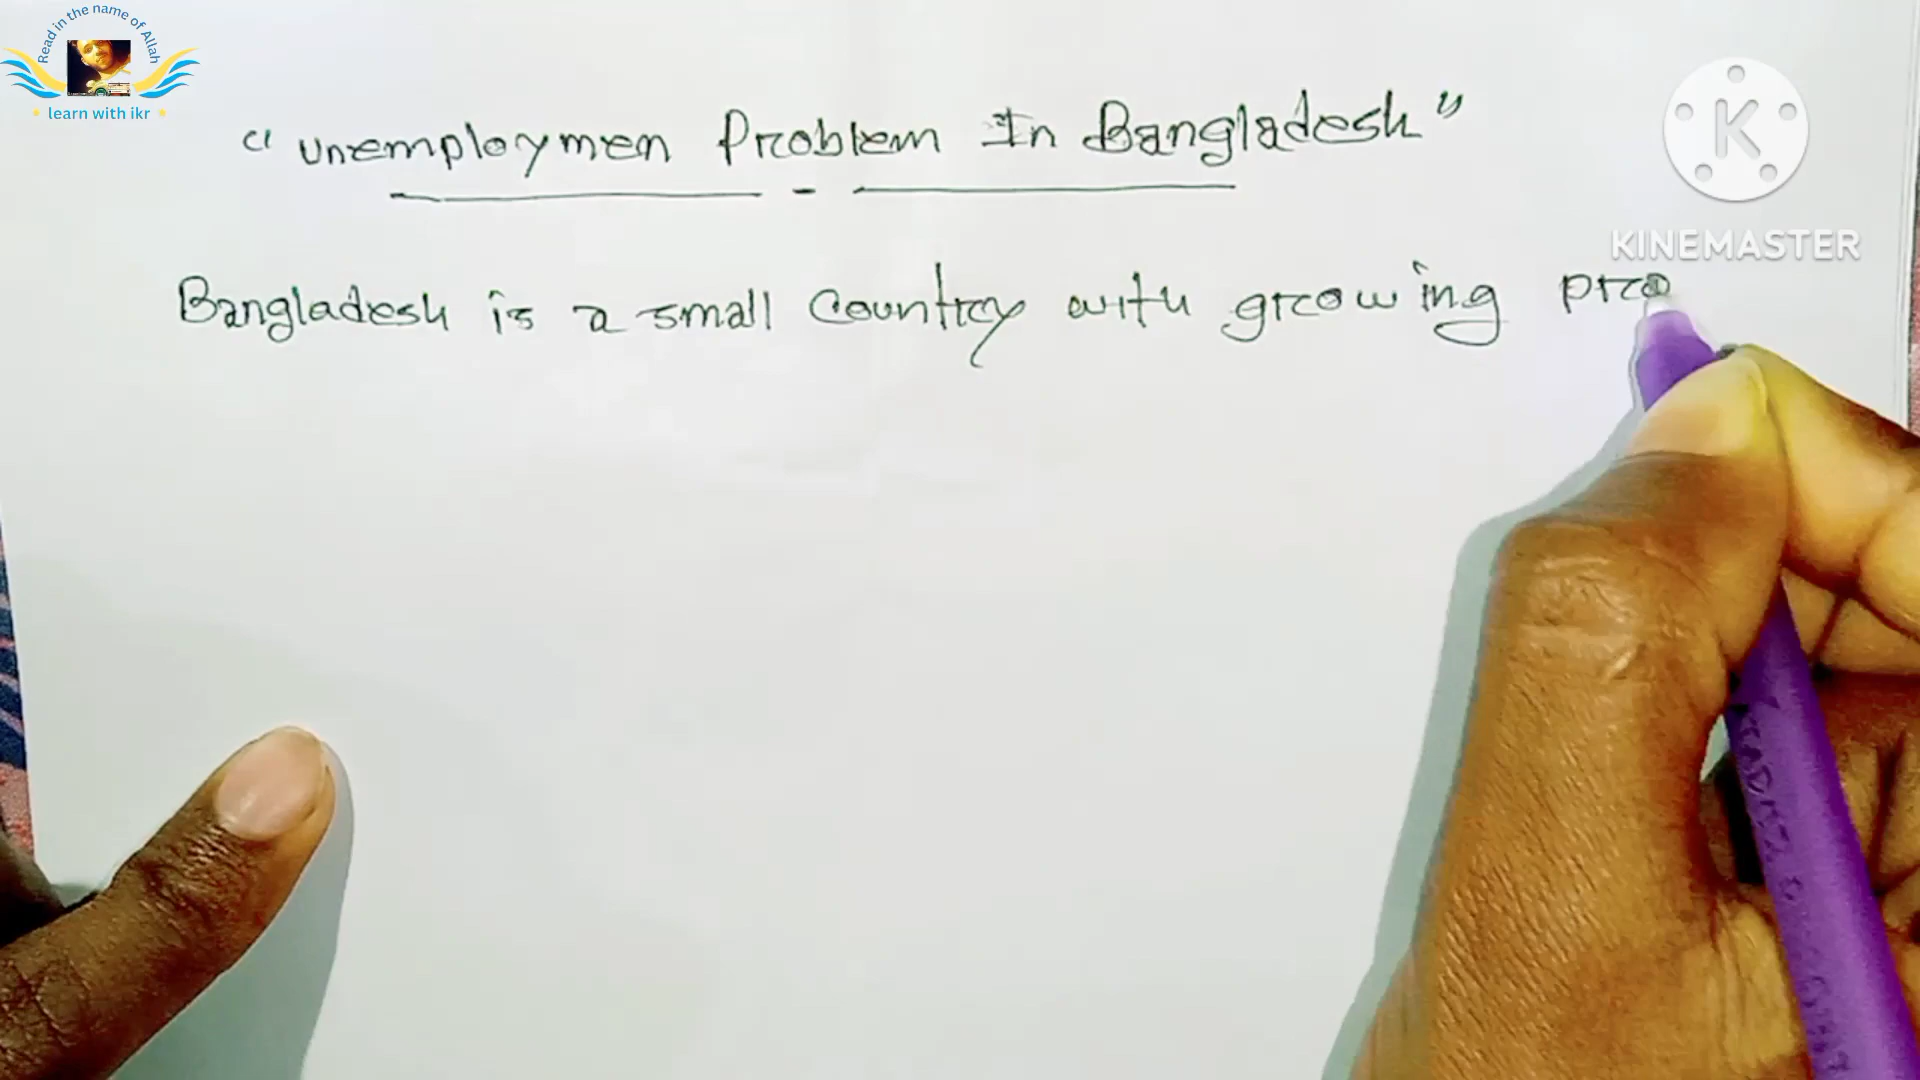 Read in the name of Allah
learn with ikr
KINEMASTER
"Unemploymen Problem In Bangladesh"
Bangladesh is a small Country with growing pro